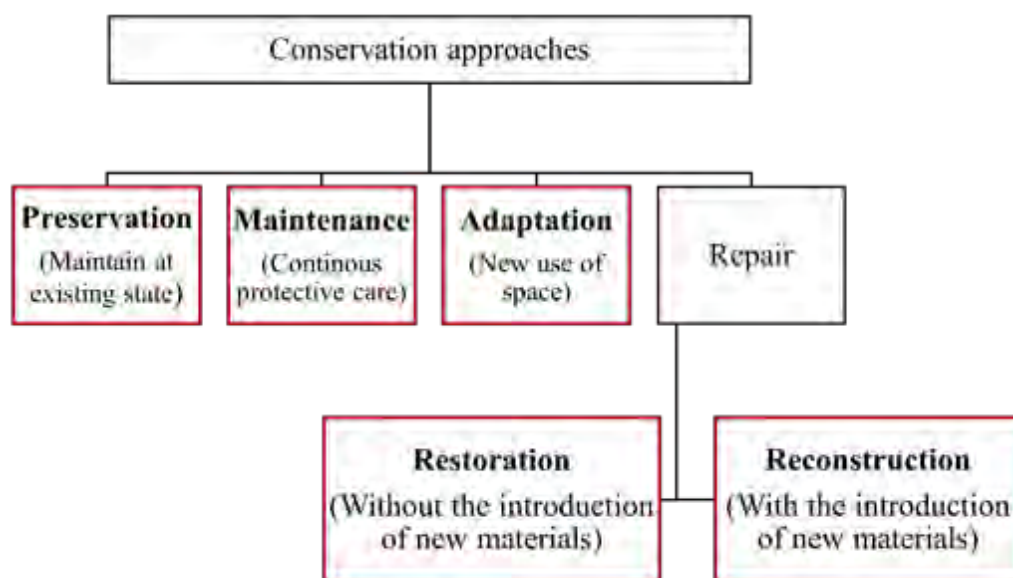 Conservation approaches
Preservation
(Maintain at
existing state)
Maintenance
(Continous
protective care)
Adaptation
(New use of
space)
Repair
Restoration
(Without the introduction
of new materials)
Reconstruction
(With the introduction
of new materials)